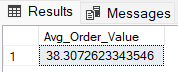 Results Messages
Avg_Order_Value
1 38.3072623343546